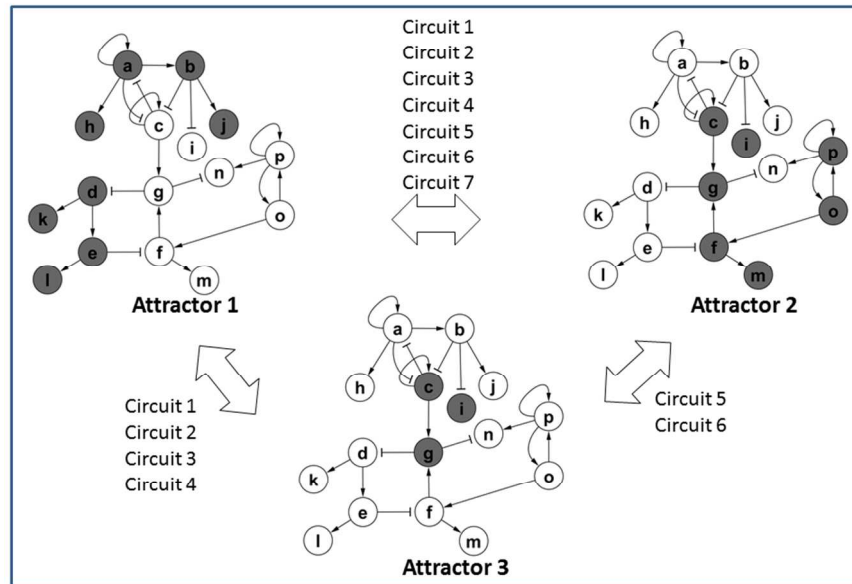 Circuit 1
Circuit 2
Circuit 3
Circuit 4
Circuit 5
Circuit 6
Circuit 7
a
b
h
j
c
i
p
n
d
g
k
o
e
f
l
m
Attractor 1
a
b
h
j
c
i
p
n
d
g
k
o
e
f
l
m
Attractor 2
Circuit 1
Circuit 2
Circuit 3
Circuit 4
a
b
h
j
c
i
p
n
d
g
k
o
e
f
l
m
Attractor 3
Circuit 5
Circuit 6